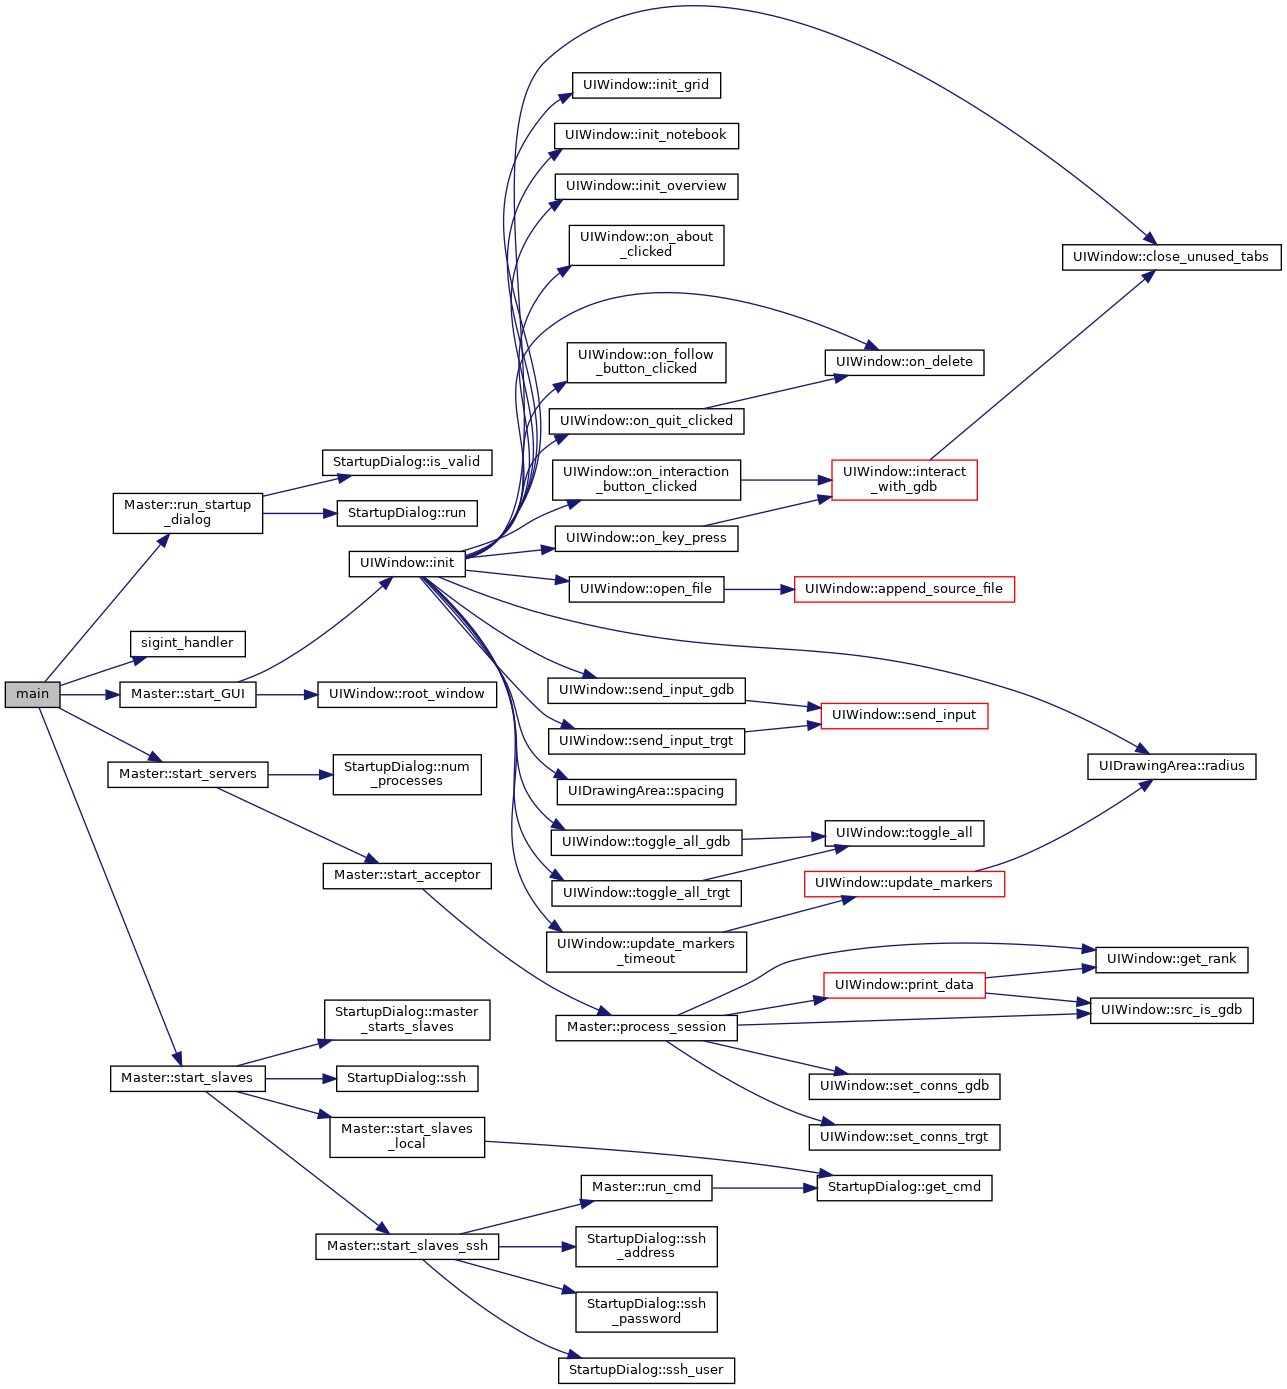 UIWindow::init_grid
UIWindow::init_notebook
UIWindow::init_overview
UIWindow::on_about
_clicked
UIWindow::close_unused_tabs
UIWindow::on_follow
_button_clicked
UIWindow::on_delete
UIWindow::on_quit_clicked
StartupDialog::is_valid
UIWindow::on_interaction
_button_clicked
UIWindow::interact
_with_gdb
Master::run_startup
_dialog
StartupDialog::run
UIWindow::on_key_press
UIWindow::init
UIWindow::open_file
UIWindow::append_source_file
sigint_handler
main
Master::start_GUI
UIWindow::root_window
UIWindow::send_input_gdb
UIWindow::send_input
UIWindow::send_input_trgt
Master::start_servers
StartupDialog::num
_processes
UIDrawingArea::radius
UIDrawingArea::spacing
UIWindow::toggle_all_gdb
UIWindow::toggle_all
Master::start_acceptor
UIWindow::toggle_all_trgt
UIWindow::update_markers
UIWindow::update_markers
_timeout
UIWindow::get_rank
UIWindow::print_data
UIWindow::src_is_gdb
StartupDialog::master
_starts_slaves
Master::process_session
Master::start_slaves
StartupDialog::ssh
UIWindow::set_conns_gdb
Master::start_slaves
_local
UIWindow::set_conns_trgt
Master::run_cmd
StartupDialog::get_cmd
Master::start_slaves_ssh
StartupDialog::ssh
_address
StartupDialog::ssh
_password
StartupDialog::ssh_user